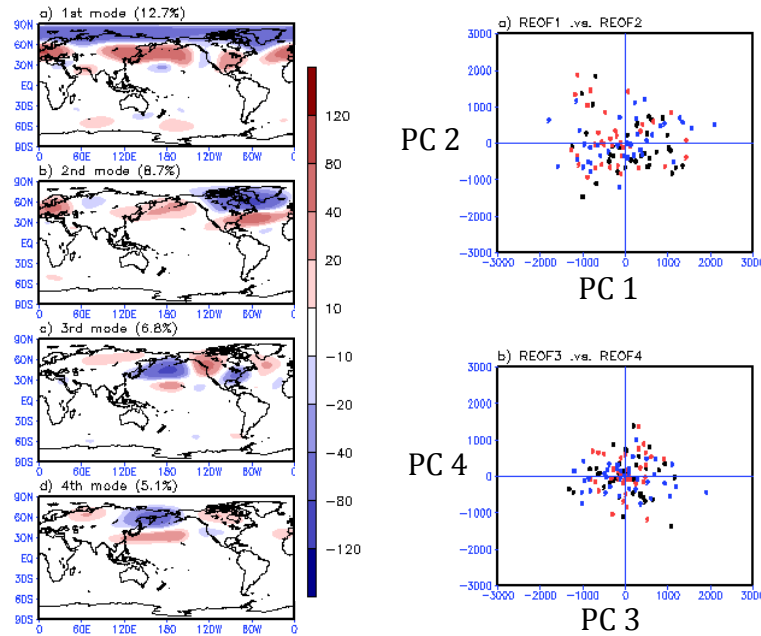 a) 1st mode (12.7%)
90N
60N
30N
EQ
30S
60S
90S
0 60E 120E 180 120W 60W 0
b) 2nd mode (8.7%)
90N
60N
30N
EQ
30S
60S
90S
0 60E 120E 180 120W 60W 0
c) 3rd mode (6.8%)
90N
60N
30N
EQ
30S
60S
90S
0 60E 120E 180 120W 60W 0
d) 4th mode (5.1%)
90N
60N
30N
EQ
30S
60S
90S
0 60E 120E 180 120W 60W 0
120
80
40
20
10
-10
-20
-40
-80
-120
a) REOF1 .vs. REOF2
3000
2000
1000
0
-1000
-2000
-3000
-3000 -2000 -1000 0 1000 2000 3000
PC 2
PC 1
b) REOF3 .vs. REOF4
3000
2000
1000
0
-1000
-2000
-3000
-3000 -2000 -1000 0 1000 2000 3000
PC 4
PC 3